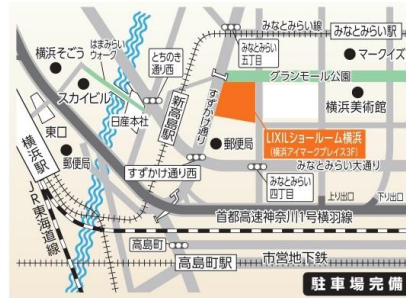 みなとみらい線
みなとみらい駅
横浜そごう
はまみらい
ウォーク
とちのき
通り西
みなとみらい
五丁目
マークイズ
グランモール公園
スカイビル
日産本社
新高島駅
すずかけ通り
横浜美術館
LIXILショールーム横浜
(横浜アイマークプレイス3F)
東口
郵便局
横浜駅
郵便局
すずかけ通り西
みなとみらい大通り
みなとみらい
四丁目
上り出口
下り出口
首都高速神奈川1号横羽線
JR東海道線
高島町
高島町駅
市営地下鉄
駐車場完備